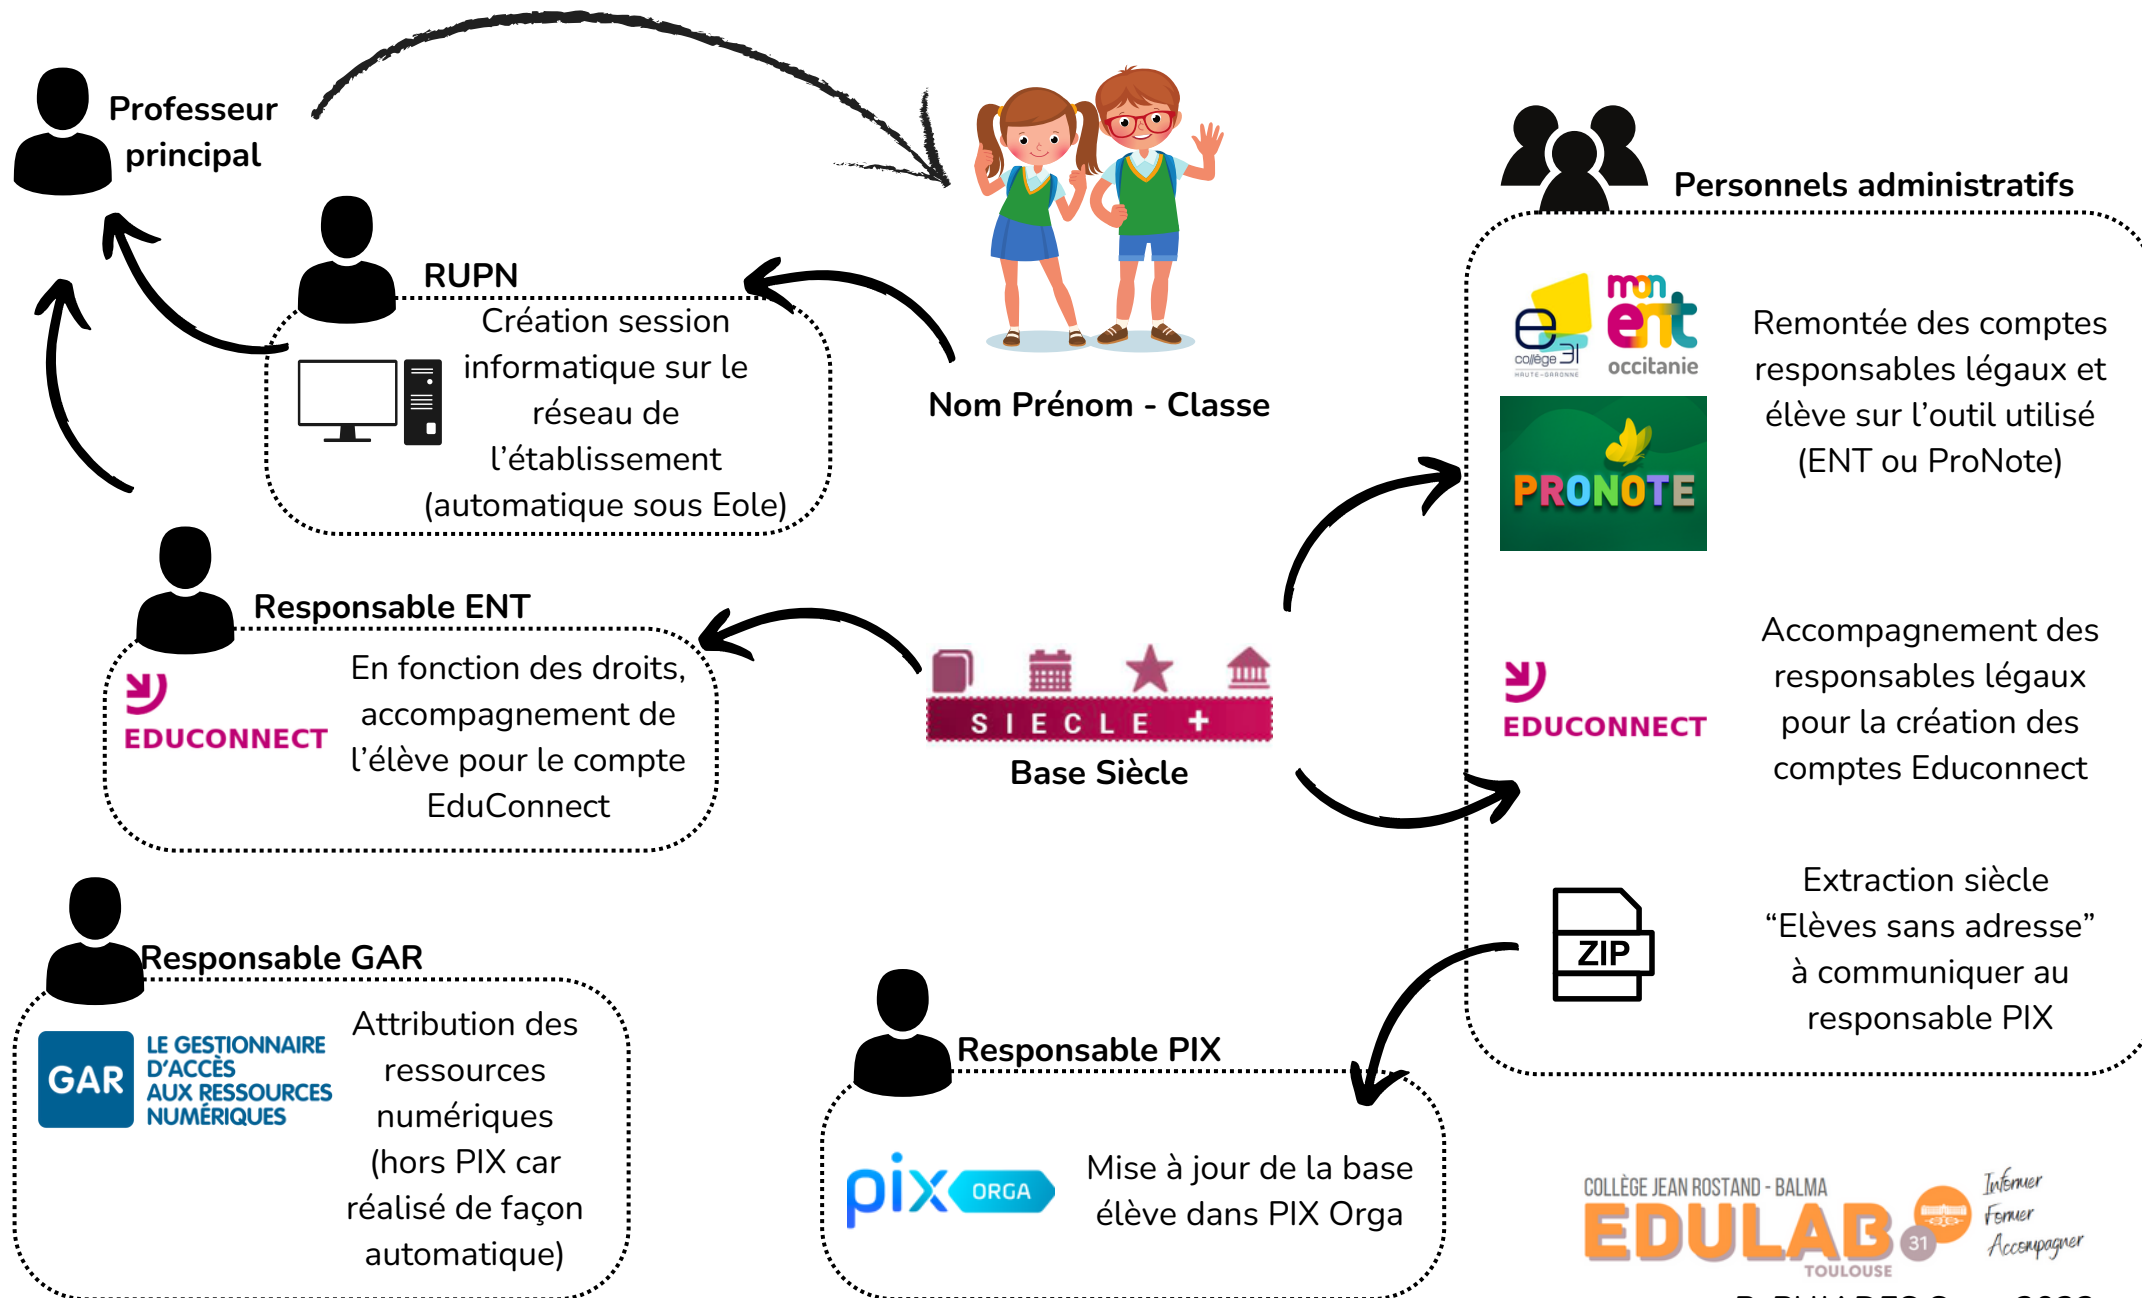 Professeur
principal
RUPN
Création session
informatique sur le
réseau de
l'établissement
(automatique sous Eole)
Nom Prénom - Classe
Personnels administratifs
e
collège 31
HAUTE-GARONNE
mon
ent
occitanie
PRONOTE
Remontée des comptes
responsables légaux et
élève sur l'outil utilisé
(ENT ou ProNote)
Responsable ENT
EDUCONNECT
En fonction des droits,
accompagnement de
l'élève pour le compte
EduConnect
SIECLE +
Base Siècle
EDUCONNECT
Accompagnement des
responsables légaux
pour la création des
comptes Educonnect
ZIP
Extraction siècle
“Elèves sans adresse”
à communiquer au
responsable PIX
Responsable GAR
GAR
LE GESTIONNAIRE
D'ACCÈS
AUX RESSOURCES
NUMÉRIQUES
Attribution des
ressources
numériques
(hors PIX car
réalisé de façon
automatique)
Responsable PIX
pix ORGA
Mise à jour de la base
élève dans PIX Orga
COLLÈGE JEAN ROSTAND - BALMA
EDULAB
31
TOULOUSE
Informer
Former
Accompagner